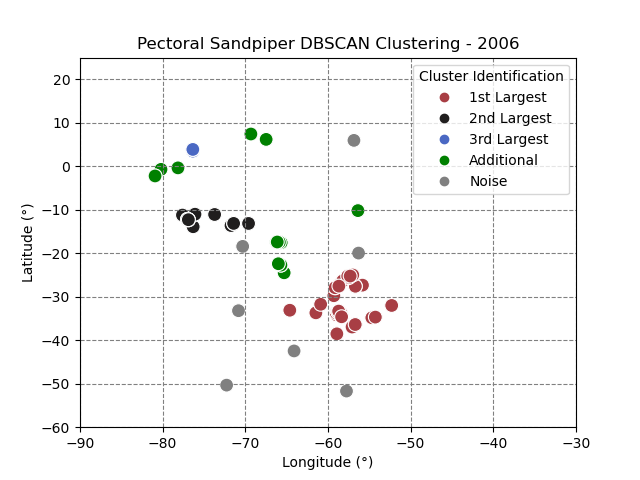 Pectoral Sandpiper DBSCAN Clustering - 2006
Cluster Identification
1st Largest
2nd Largest
3rd Largest
Additional
Noise
Latitude (°)
20
10
0
−10
−20
−30
−40
−50
−60
−90
−80
−70
−60
−50
−40
−30
Longitude (°)